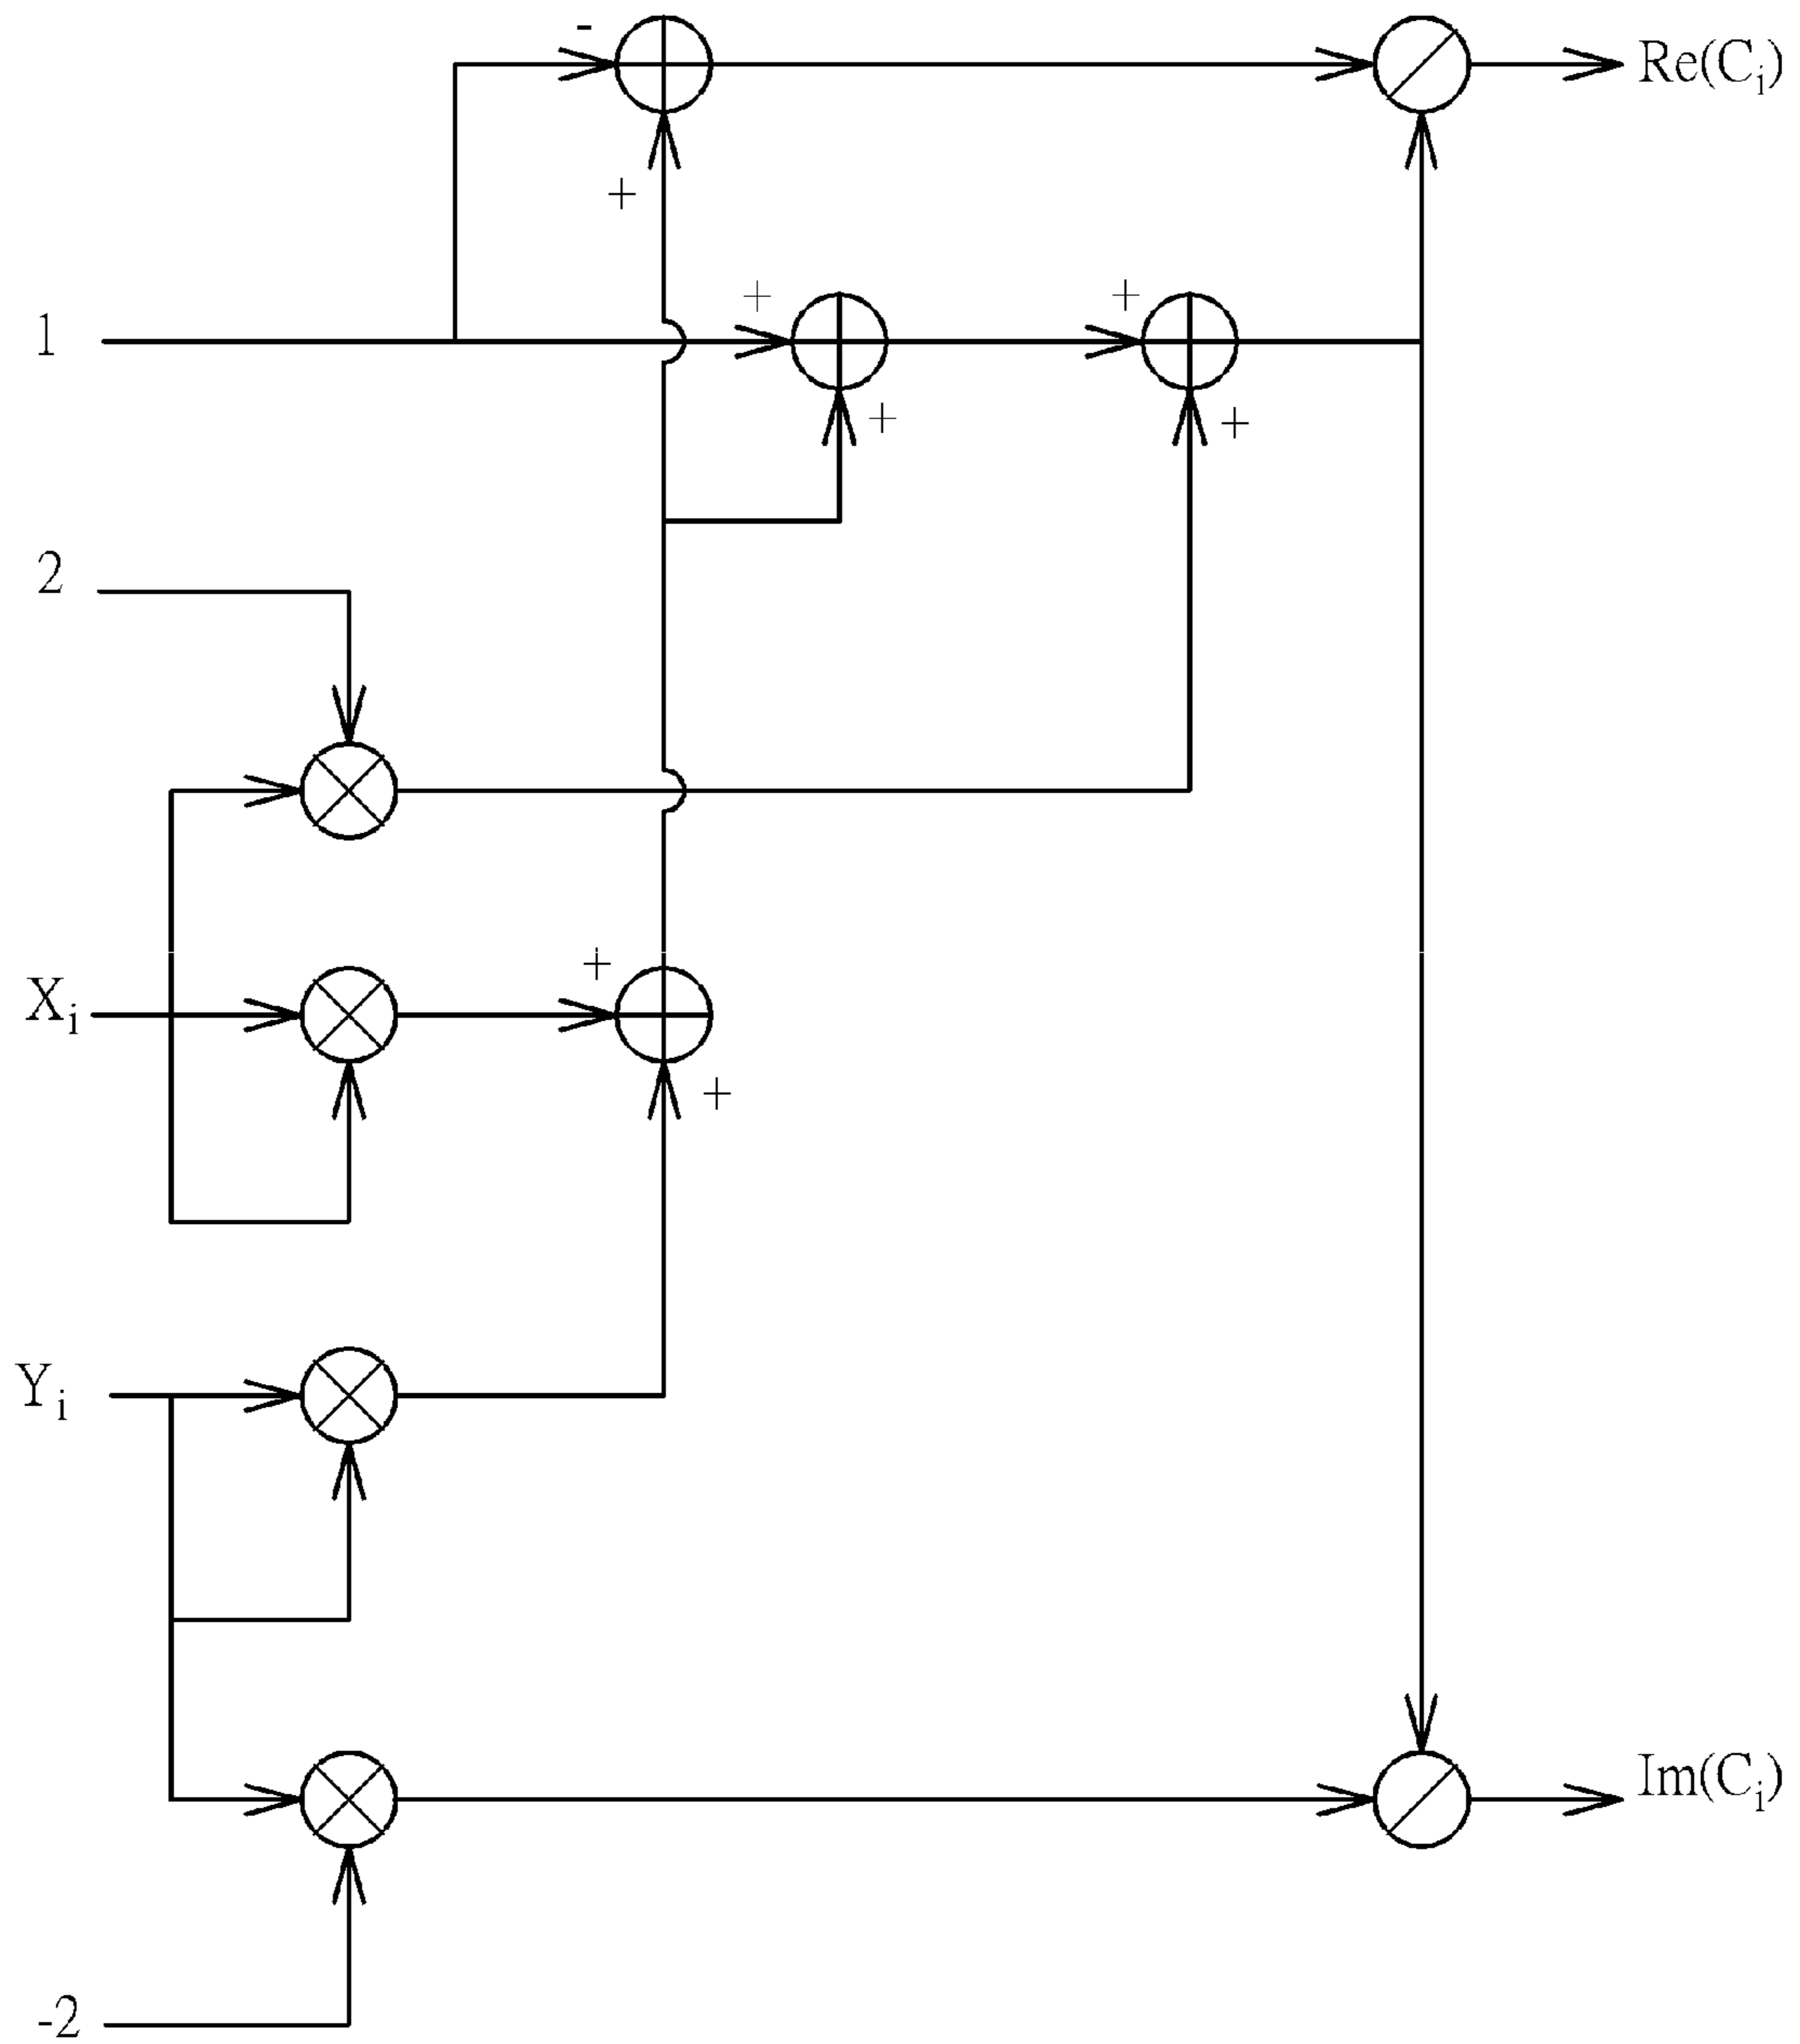 -
Re(Ci)
+
+
+
1
+
+
2
+
Xi
+
Yi
Im(Ci)
-2